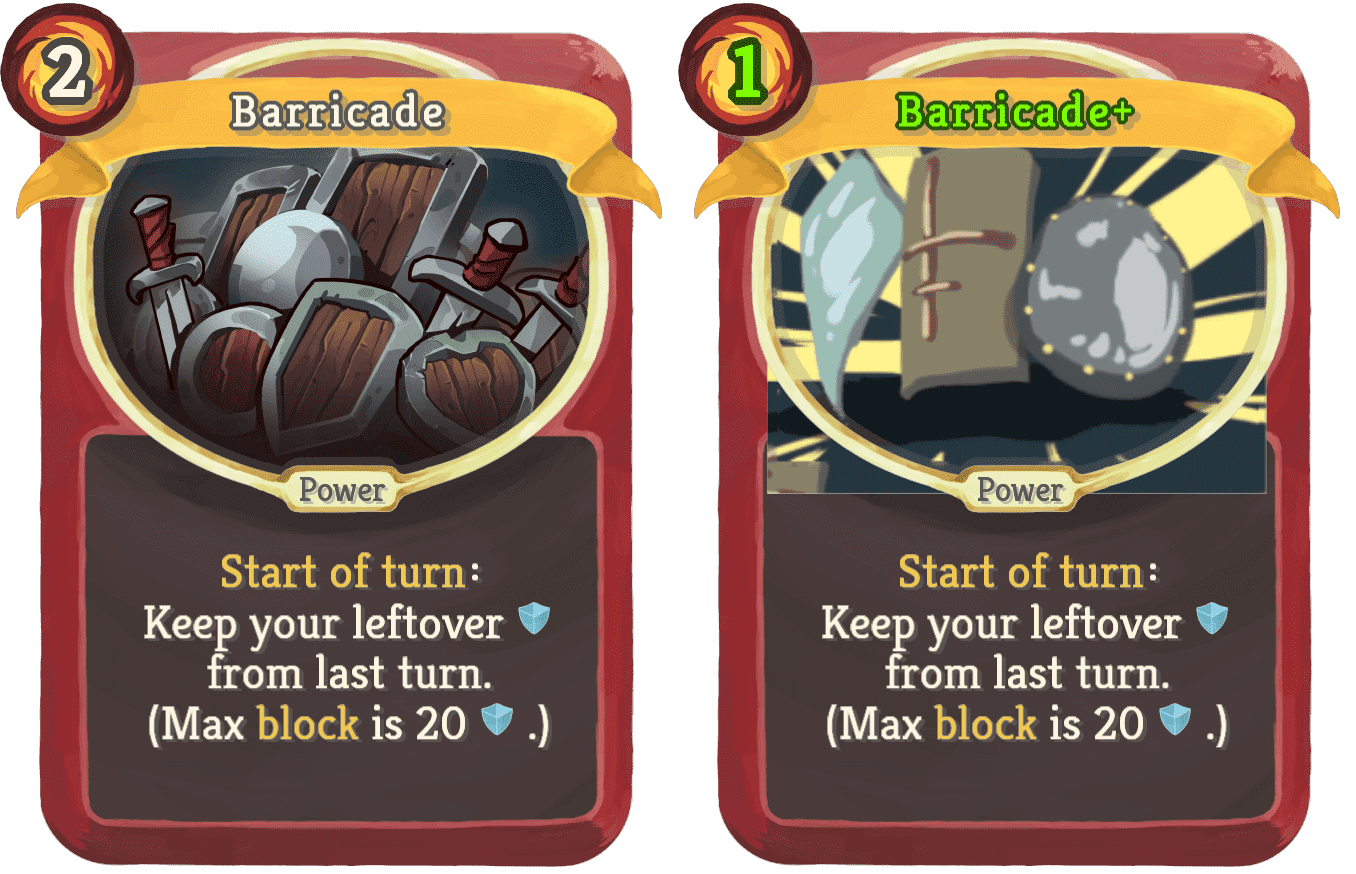 2
Barricade
Power
Start of turn:
Keep your leftover
from last turn.
(Max block is 20 .)
1
Barricade+
Power
Start of turn:
Keep your leftover
from last turn.
(Max block is 20 .)